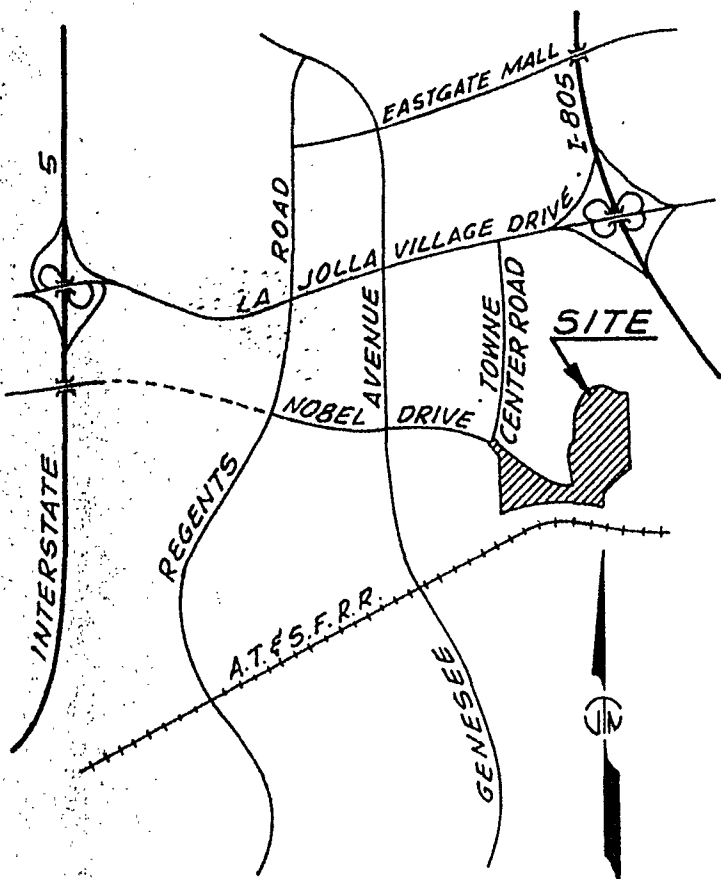 EASTGATE MALL
I-805
5
ROAD
LA JOLLA VILLAGE DRIVE
TOWNE
CENTER ROAD
SITE
AVENUE
NOBEL DRIVE
REGENTS
INTERSTATE
A.T. & S.F. R.R.
GENESEE
N